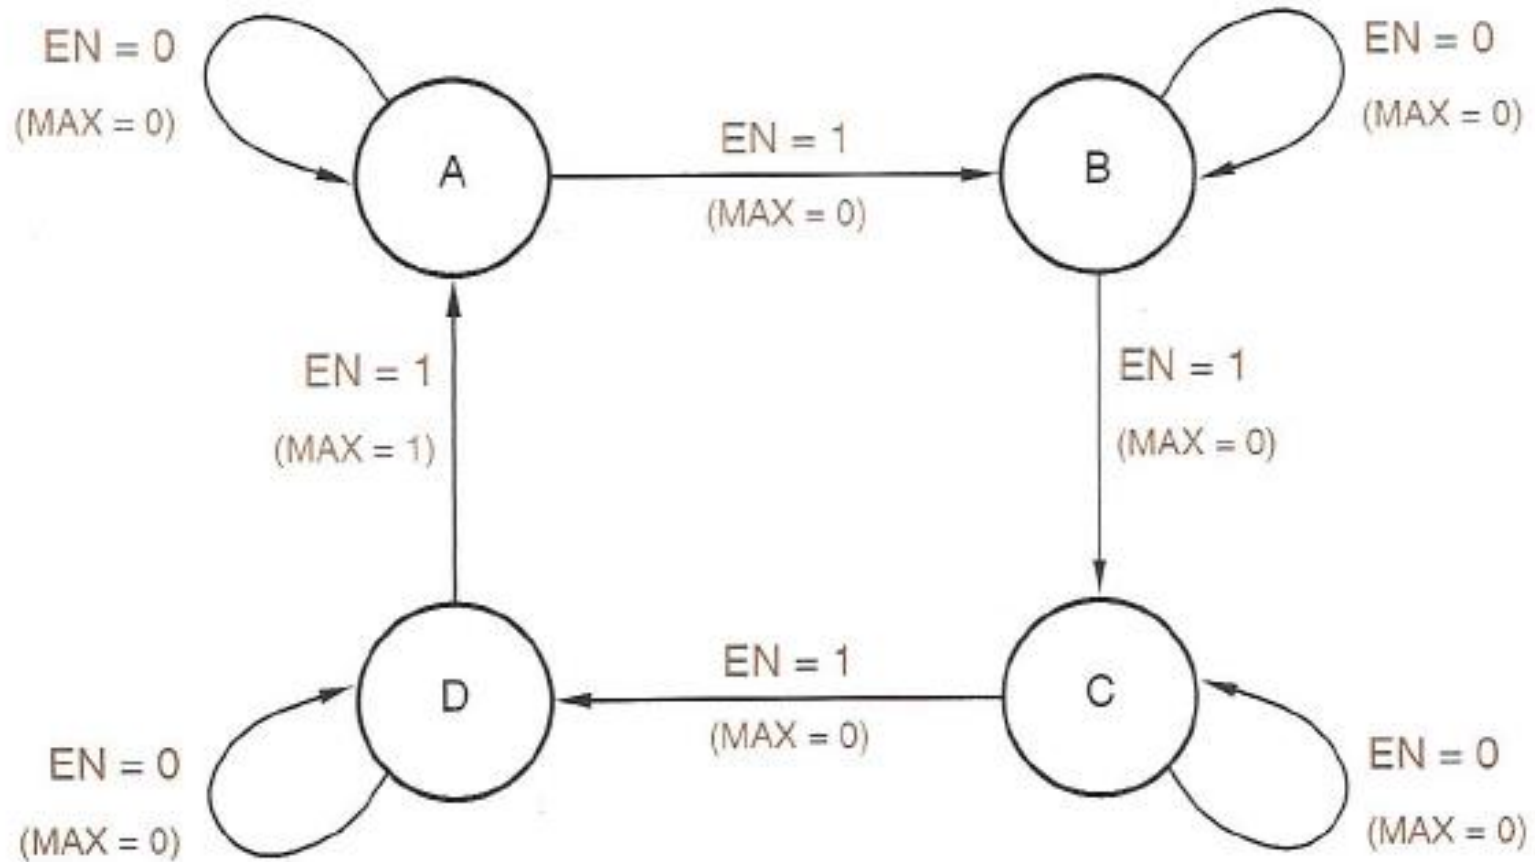 EN = 0
(MAX = 0)
A
EN = 1
(MAX = 0)
B
EN = 0
(MAX = 0)
EN = 1
(MAX = 1)
EN = 1
(MAX = 0)
D
EN = 0
(MAX = 0)
EN = 1
(MAX = 0)
C
EN = 0
(MAX = 0)